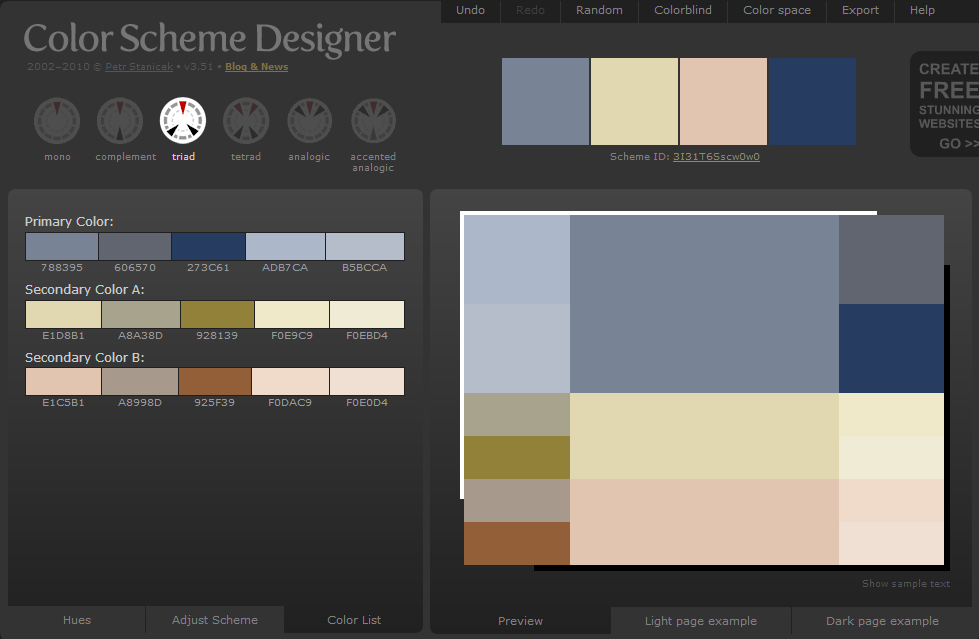 Undo Redo Random Colorblind Color space Export Help
Color Scheme Designer
2002–2010 © Petr Stanicek • v3.51 • Blog & News
mono complement triad tetrad analogic accented analogic
Scheme ID: 3I31T6Sscw0w0
CREATE
FREE
STUNNING
WEBSITES
GO >>
Primary Color:
788395 606570 273C61 ADB7CA B5BCCA
Secondary Color A:
E1D8B1 A8A38D 928139 F0E9C9 F0EBD4
Secondary Color B:
E1C5B1 A8998D 925F39 F0DAC9 F0E0D4
Show sample text
Hues Adjust Scheme Color List
Preview Light page example Dark page example